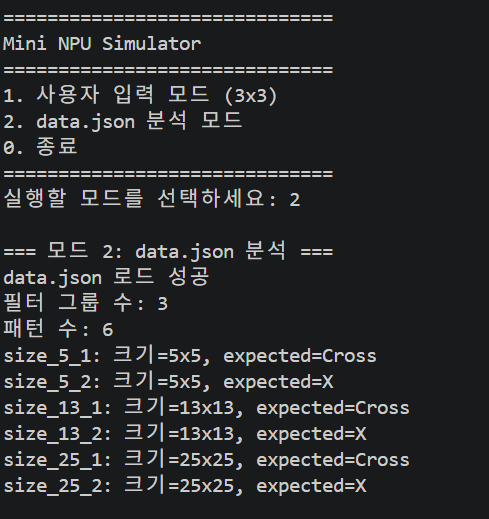 ==============================
Mini NPU Simulator
==============================
1. 사용자 입력 모드 (3x3)
2. data.json 분석 모드
0. 종료
==============================
실행할 모드를 선택하세요: 2
=== 모드 2: data.json 분석 ===
data.json 로드 성공
필터 그룹 수: 3
패턴 수: 6
size_5_1: 크기=5x5, expected=Cross
size_5_2: 크기=5x5, expected=X
size_13_1: 크기=13x13, expected=Cross
size_13_2: 크기=13x13, expected=X
size_25_1: 크기=25x25, expected=Cross
size_25_2: 크기=25x25, expected=X